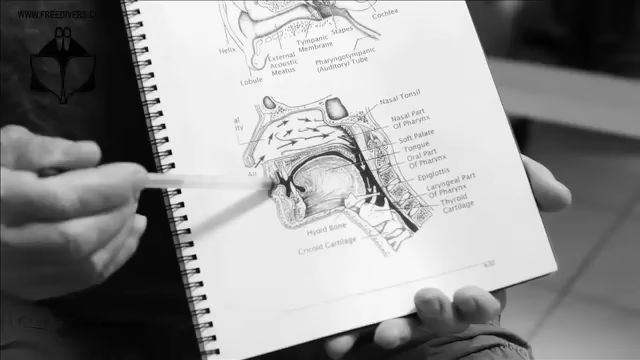 WWW.FREEDIVERS.C
Cochlea
Stapes
Tympanic
Membrane
Helix
External
Acoustic
Meatus
Pharyngotympanic
(Auditory) Tube
Lobule
Nasal Tonsil
al
ity
Nasal Part
Of Pharynx
Soft Palate
Tongue
Oral Part
Of Pharynx
Epiglottis
Laryngeal Part
Of Pharynx
Thyroid
Cartilage
Hyoid Bone
Cricoid Cartilage